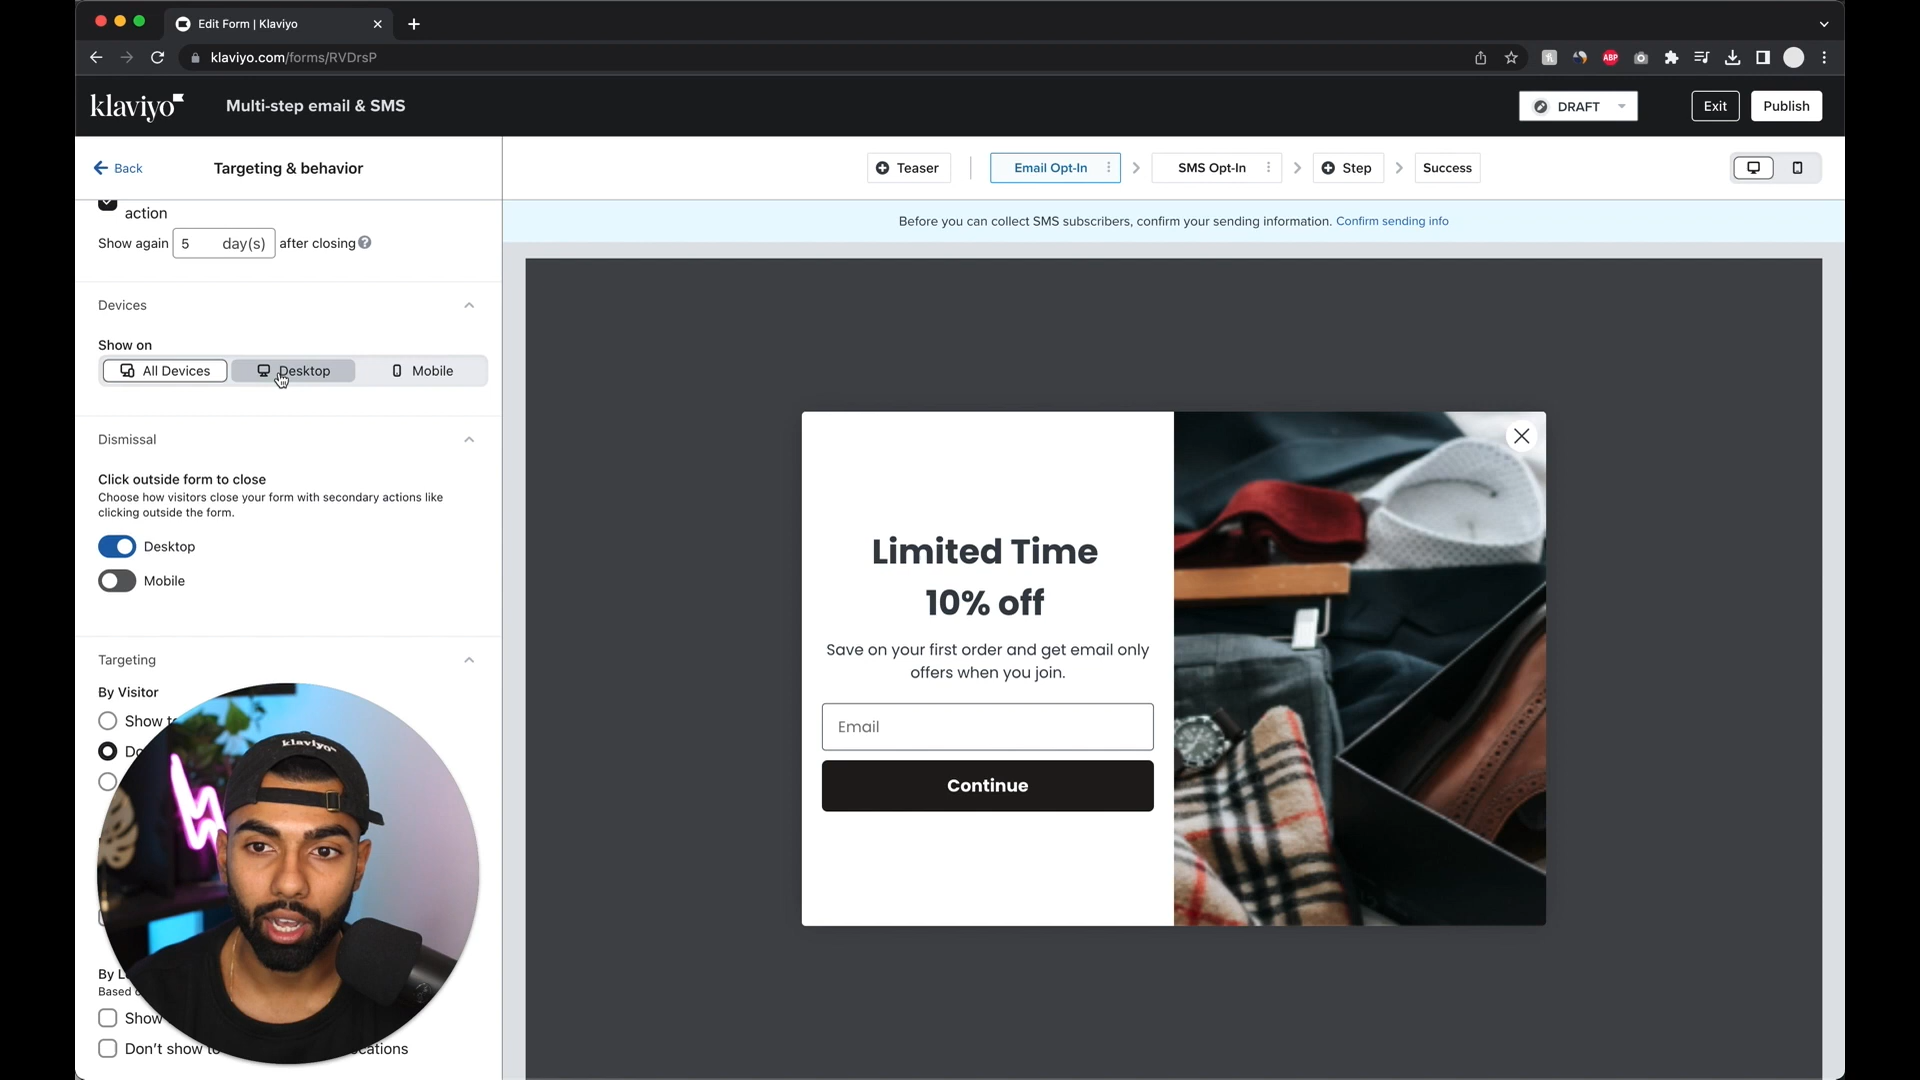 Edit Form | Klaviyo
klaviyo.com/forms/RVDrsP
ABP
klaviyo
Multi-step email & SMS
DRAFT
Exit
Publish
Back
Targeting & behavior
Teaser
Email Opt-In
SMS Opt-In
Step
Success
Before you can collect SMS subscribers, confirm your sending information. Confirm sending info
action
Show again 5 day(s) after closing
Devices
Show on
All Devices
Desktop
Mobile
Dismissal
Click outside form to close
Choose how visitors close your form with secondary actions like
clicking outside the form.
Desktop
Mobile
Targeting
By Visitor
Show
klaviyo
By
Based
Show
Don't show
Limited Time
10% off
Save on your first order and get email only
offers when you join.
Email
Continue